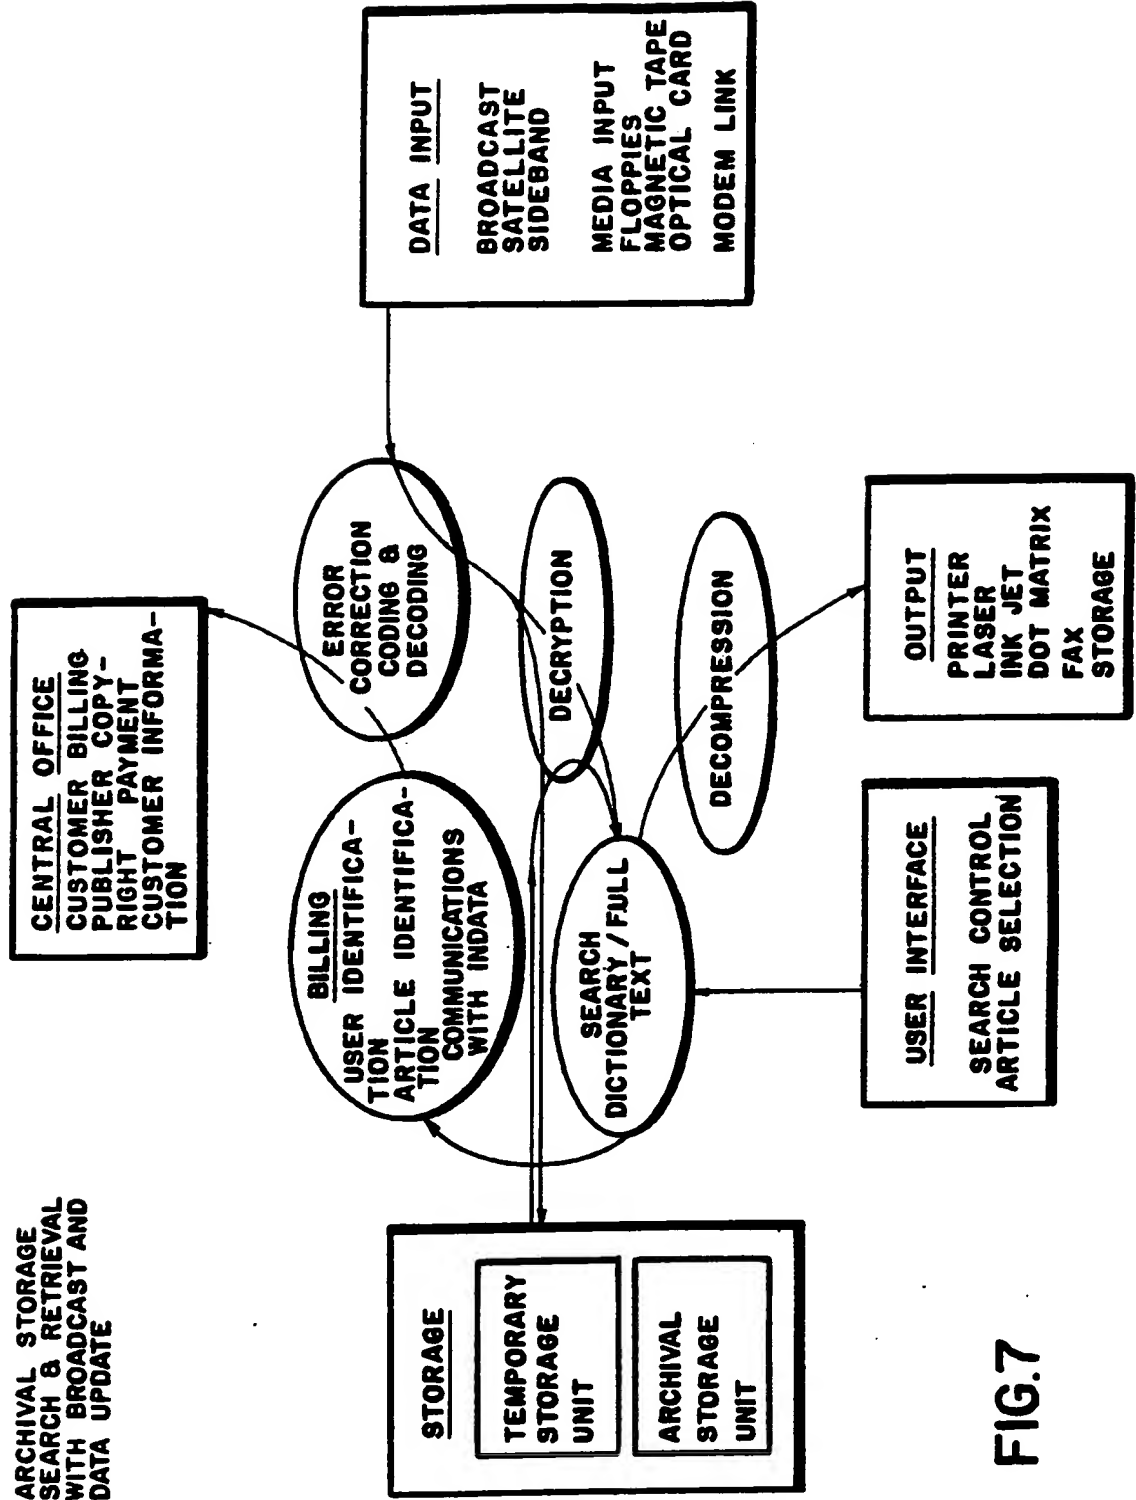 ARCHIVAL STORAGE
SEARCH & RETRIEVAL
WITH BROADCAST AND
DATA UPDATE
CENTRAL OFFICE
CUSTOMER BILLING
PUBLISHER COPY-
RIGHT PAYMENT
CUSTOMER INFORMA-
TION
BILLING
USER IDENTIFICA-
TION
ARTICLE IDENTIFICA-
TION
COMMUNICATIONS
WITH INDATA
ERROR
CORRECTION
CODING &
DECODING
DATA INPUT
BROADCAST
SATELLITE
SIDEBAND
MEDIA INPUT
FLOPPIES
MAGNETIC TAPE
OPTICAL CARD
MODEM LINK
STORAGE
TEMPORARY
STORAGE
UNIT
ARCHIVAL
STORAGE
UNIT
SEARCH
DICTIONARY/FULL
TEXT
DECRYPTION
DECOMPRESSION
USER INTERFACE
SEARCH CONTROL
ARTICLE SELECTION
OUTPUT
PRINTER
LASER
INK JET
DOT MATRIX
FAX
STORAGE
FIG.7